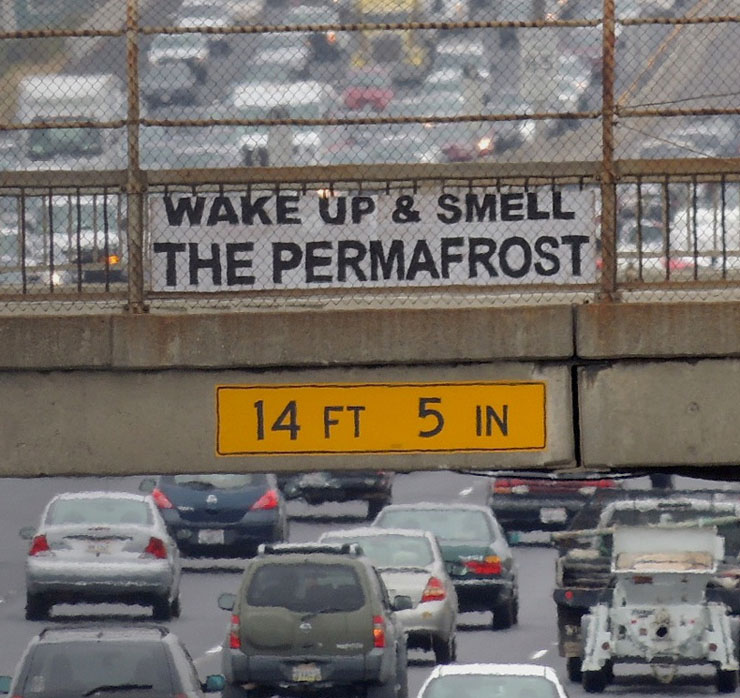 WAKE UP & SMELL
THE PERMAFROST
14 FT 5 IN